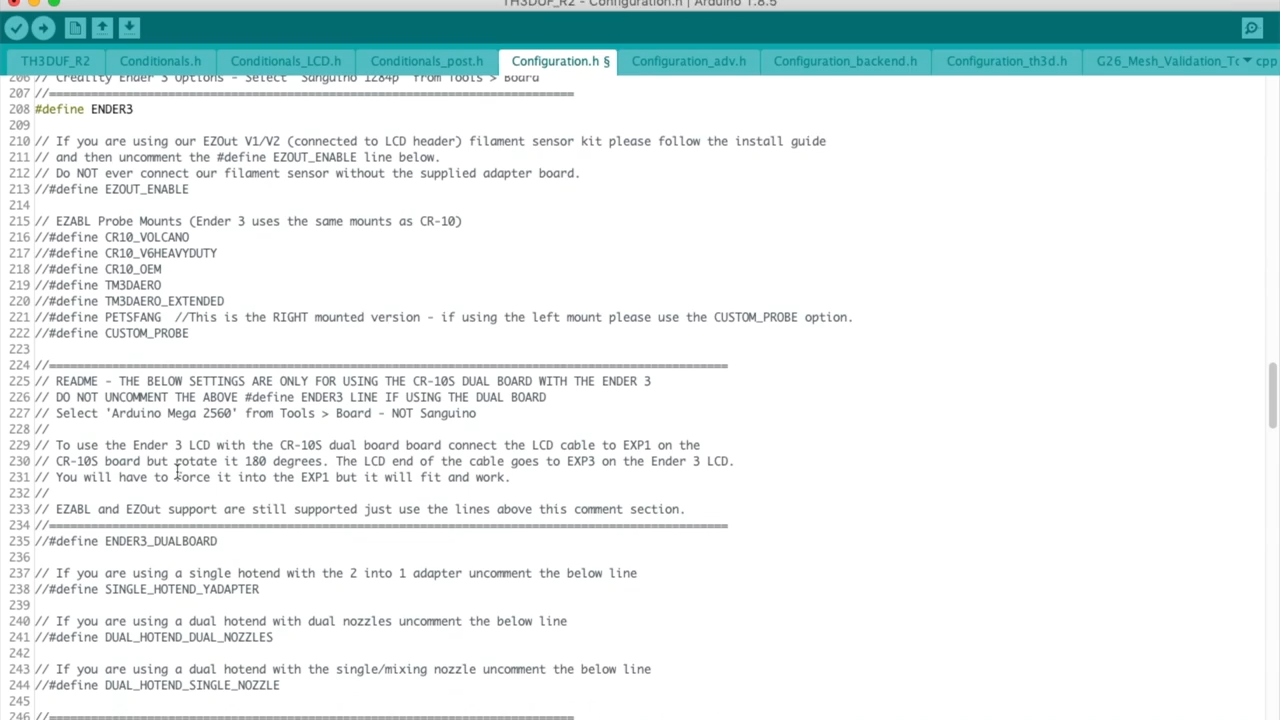 TH3DUF_R2 - Configuration.h | Arduino 1.8.5
TH3DUF_R2 Conditionals.h Conditionals_LCD.h Conditionals_post.h Configuration.h § Configuration_adv.h Configuration_backend.h Configuration_th3d.h G26_Mesh_Validation_To cpp
206 // Creality Ender 3 Options - Select 'Sanguino 1284p' from Tools > Board
207 //===========================================================================
208 #define ENDER3
209
210 // If you are using our EZOut V1/V2 (connected to LCD header) filament sensor kit please follow the install guide
211 // and then uncomment the #define EZOUT_ENABLE line below.
212 // Do NOT ever connect our filament sensor without the supplied adapter board.
213 //#define EZOUT_ENABLE
214
215 // EZABL Probe Mounts (Ender 3 uses the same mounts as CR-10)
216 //#define CR10_VOLCANO
217 //#define CR10_V6HEAVYDUTY
218 //#define CR10_OEM
219 //#define TM3DAERO
220 //#define TM3DAERO_EXTENDED
221 //#define PETSFANG  //This is the RIGHT mounted version - if using the left mount please use the CUSTOM_PROBE option.
222 //#define CUSTOM_PROBE
223
224 //=================================================================================================
225 // README - THE BELOW SETTINGS ARE ONLY FOR USING THE CR-10S DUAL BOARD WITH THE ENDER 3
226 // DO NOT UNCOMMENT THE ABOVE #define ENDER3 LINE IF USING THE DUAL BOARD
227 // Select 'Arduino Mega 2560' from Tools > Board - NOT Sanguino
228 //
229 // To use the Ender 3 LCD with the CR-10S dual board board connect the LCD cable to EXP1 on the
230 // CR-10S board but rotate it 180 degrees. The LCD end of the cable goes to EXP3 on the Ender 3 LCD.
231 // You will have to force it into the EXP1 but it will fit and work.
232 //
233 // EZABL and EZOut support are still supported just use the lines above this comment section.
234 //=================================================================================================
235 //#define ENDER3_DUALBOARD
236
237 // If you are using a single hotend with the 2 into 1 adapter uncomment the below line
238 //#define SINGLE_HOTEND_YADAPTER
239
240 // If you are using a dual hotend with dual nozzles uncomment the below line
241 //#define DUAL_HOTEND_DUAL_NOZZLES
242
243 // If you are using a dual hotend with the single/mixing nozzle uncomment the below line
244 //#define DUAL_HOTEND_SINGLE_NOZZLE
245
246 //===========================================================================